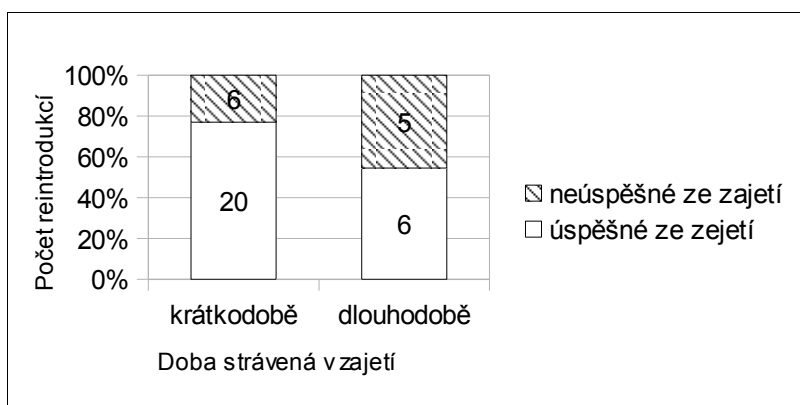 100%
80%
60%
40%
20%
0%
Počet reintrodukcí
6
5
20
6
neúspěšné ze zajetí
úspěšné ze zejetí
krátkodobě dlouhodobě
Doba strávená v zajetí